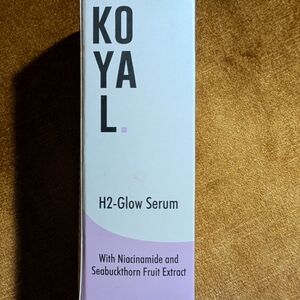 KO
YA
L.
H2-Glow Serum
With Niacinamide and
Seabuckthorn Fruit Extract